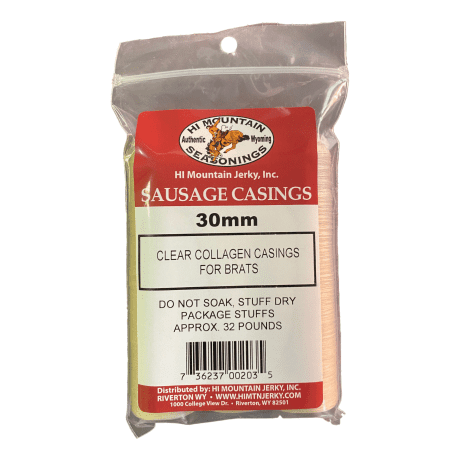 HI MOUNTAIN
Authentic Wyoming
SEASONINGS
HI Mountain Jerky, Inc.
SAUSAGE CASINGS
30mm
CLEAR COLLAGEN CASINGS
FOR BRATS
DO NOT SOAK, STUFF DRY
PACKAGE STUFFS
APPROX. 32 POUNDS
7 36237 00203 5
Distributed by: HI MOUNTAIN JERKY, INC.
RIVERTON WY • WWW.HIMTNJERKY.COM
1000 College View Dr. • Riverton, WY 82501